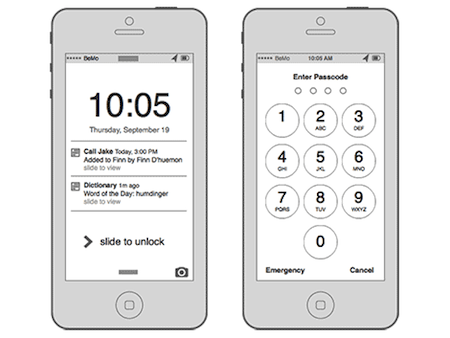 BeMo
10:05
Thursday, September 19
Call Jake Today, 3:00 PM
Added to Finn by Finn D'huemon
slide to view
Dictionary 1m ago
Word of the Day: humdinger
slide to view
slide to unlock
BeMo 10:05 AM
Enter Passcode
1 2 3
ABC DEF
4 5 6
GHI JKL MNO
7 8 9
PQRS TUV WXYZ
0
Emergency Cancel